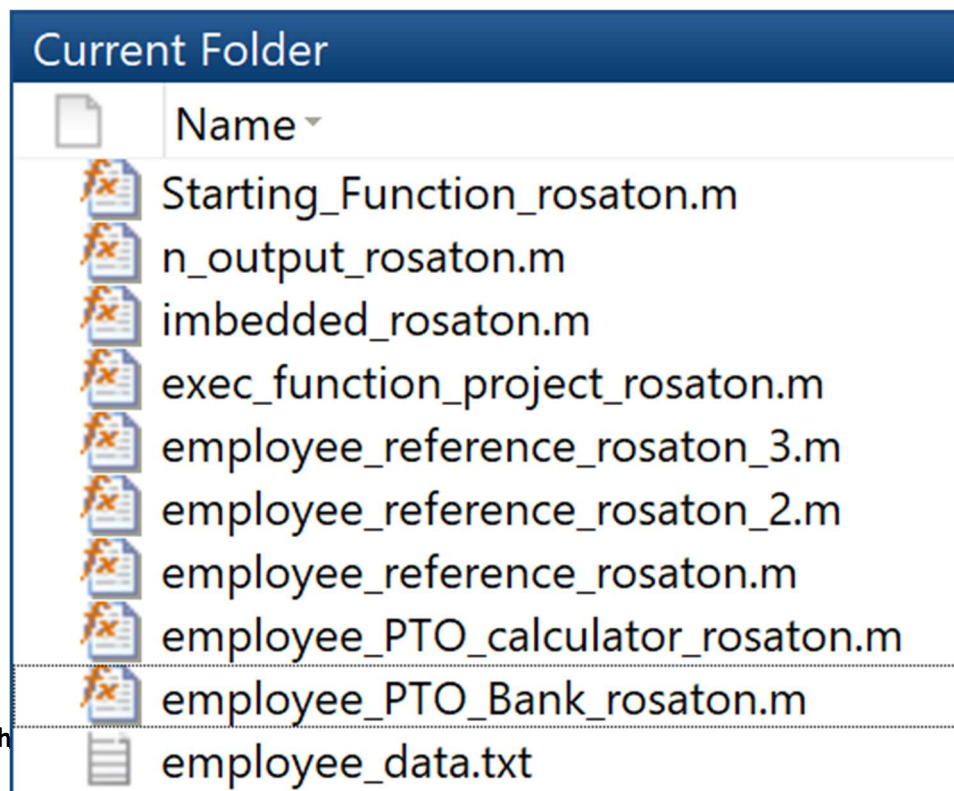 Current Folder
Name
Starting_Function_rosaton.m
n_output_rosaton.m
imbedded_rosaton.m
exec_function_project_rosaton.m
employee_reference_rosaton_3.m
employee_reference_rosaton_2.m
employee_reference_rosaton.m
employee_PTO_calculator_rosaton.m
employee_PTO_Bank_rosaton.m
h
employee_data.txt